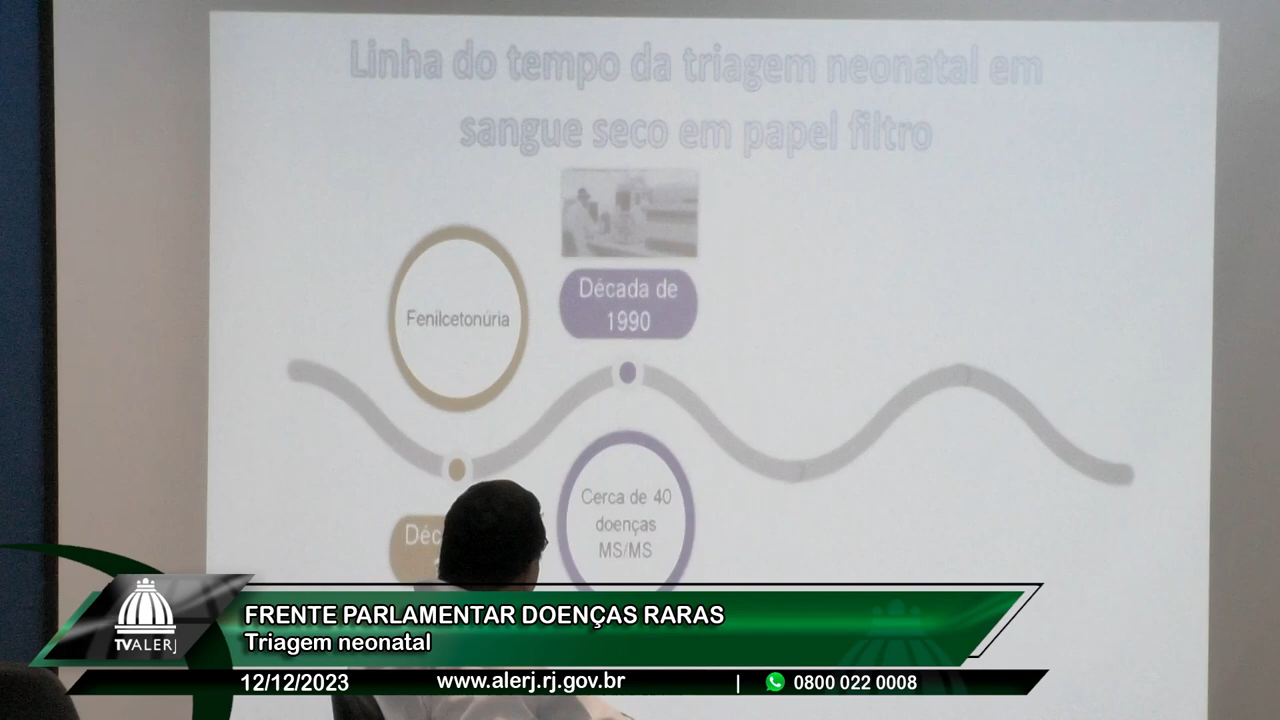 Linha do tempo da triagem neonatal em
sangue seco em papel filtro
Década de
1990
Fenilcetonúria
Cerca de 40
doenças
MS/MS
FRENTE PARLAMENTAR DOENÇAS RARAS
Triagem neonatal
TVALERJ
12/12/2023
www.alerj.rj.gov.br
| 0800 022 0008